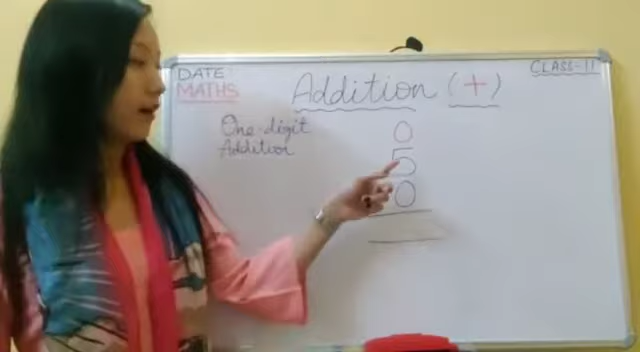 DATE
MATHS
CLASS-II
Addition (+)
One-digit
Addition
0
5
0